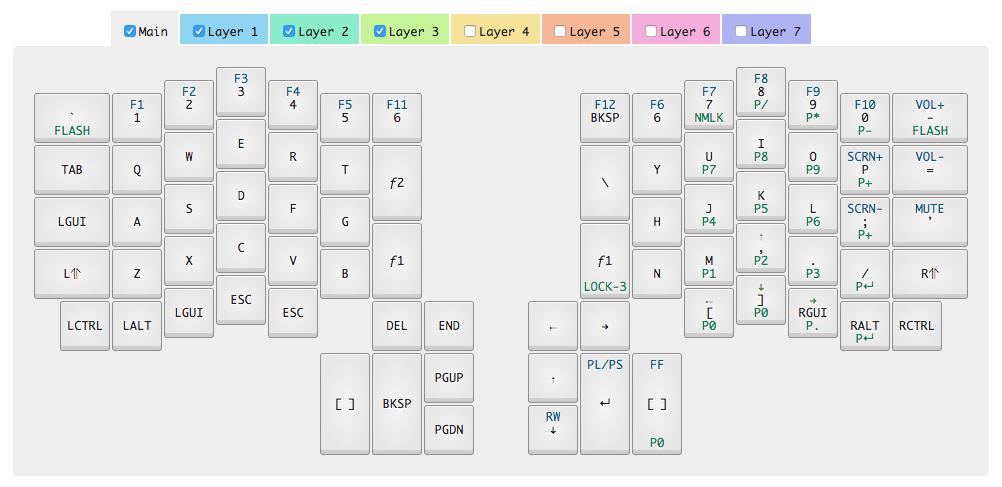 Main
Layer 1
Layer 2
Layer 3
Layer 4
Layer 5
Layer 6
Layer 7
`
FLASH
F1
1
F2
2
F3
3
F4
4
F5
5
F11
6
F12
BKSP
F6
6
F7
7
NMLK
F8
8
P/
F9
9
P*
F10
0
P-
VOL+
-
FLASH
TAB
Q
W
E
R
T
ƒ2
\
Y
U
P7
I
P8
O
P9
SCRN+
P
P+
VOL-
=
LGUI
A
S
D
F
G
H
J
P4
K
P5
L
P6
SCRN-
;
P+
MUTE
'
L⇑
Z
X
C
V
B
ƒ1
ƒ1
LOCK-3
N
M
P1
↑
,
P2
.
P3
/
P↵
R⇑
LCTRL
LALT
LGUI
ESC
ESC
DEL
END
←
→
←
[
P0
↓
]
P0
→
RGUI
P.
RALT
P↵
RCTRL
[ ]
BKSP
PGUP
PGDN
↑
RW
↓
PL/PS
↵
FF
[ ]
P0